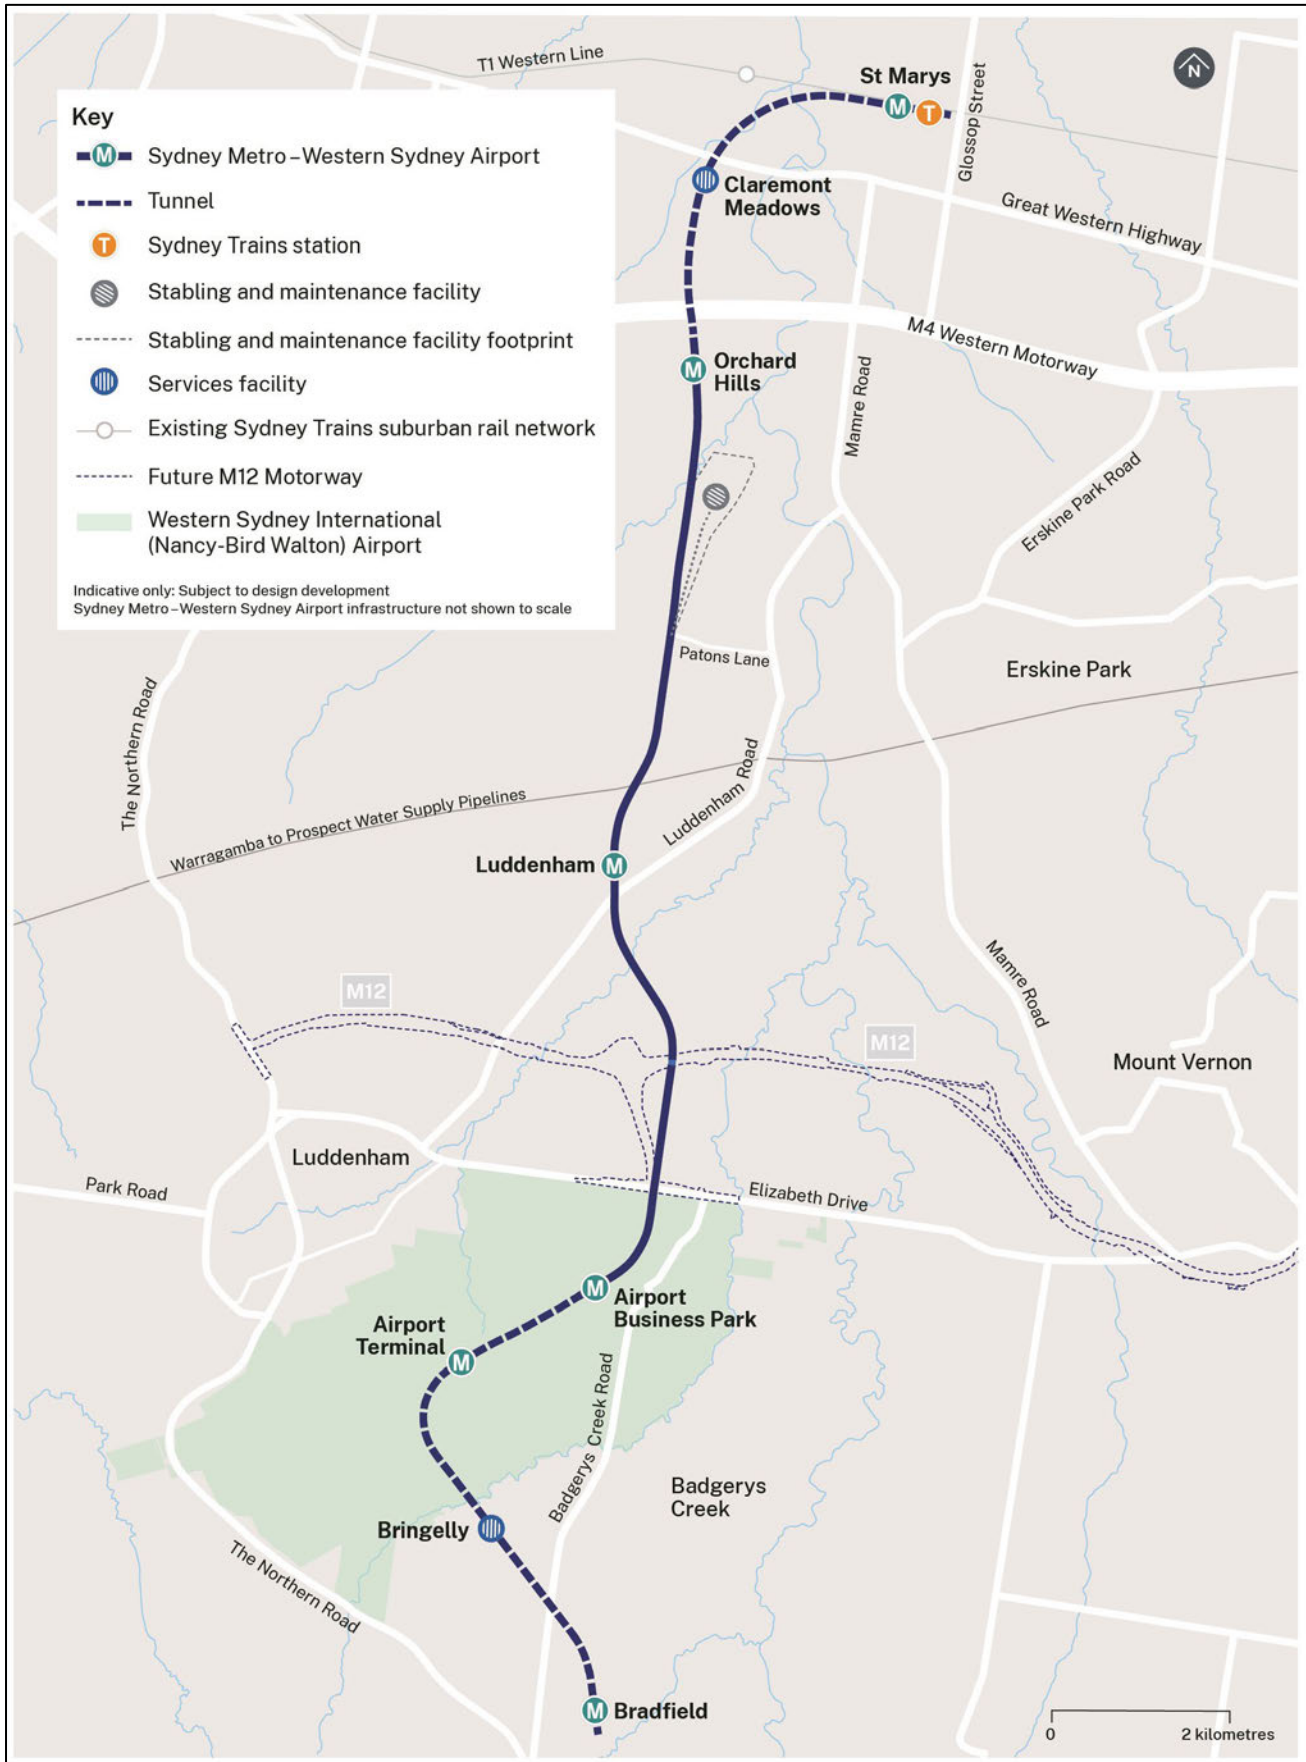 T1 Western Line
St Marys
N
M
T
Glossop Street
Key
M Sydney Metro – Western Sydney Airport
Tunnel
T Sydney Trains station
Stabling and maintenance facility
Stabling and maintenance facility footprint
Services facility
Existing Sydney Trains suburban rail network
Future M12 Motorway
Western Sydney International
(Nancy-Bird Walton) Airport
Indicative only: Subject to design development
Sydney Metro – Western Sydney Airport infrastructure not shown to scale
Claremont
Meadows
Great Western Highway
M4 Western Motorway
M
Orchard
Hills
Mamre Road
Erskine Park Road
Patons Lane
Erskine Park
The Northern Road
Luddenham Road
Warragamba to Prospect Water Supply Pipelines
Luddenham
M
Mamre Road
M12
M12
Mount Vernon
Luddenham
Park Road
Elizabeth Drive
M
Airport
Business Park
Airport
Terminal
M
Badgerys Creek Road
Badgerys
Creek
Bringelly
The Northern Road
M
Bradfield
0
2 kilometres